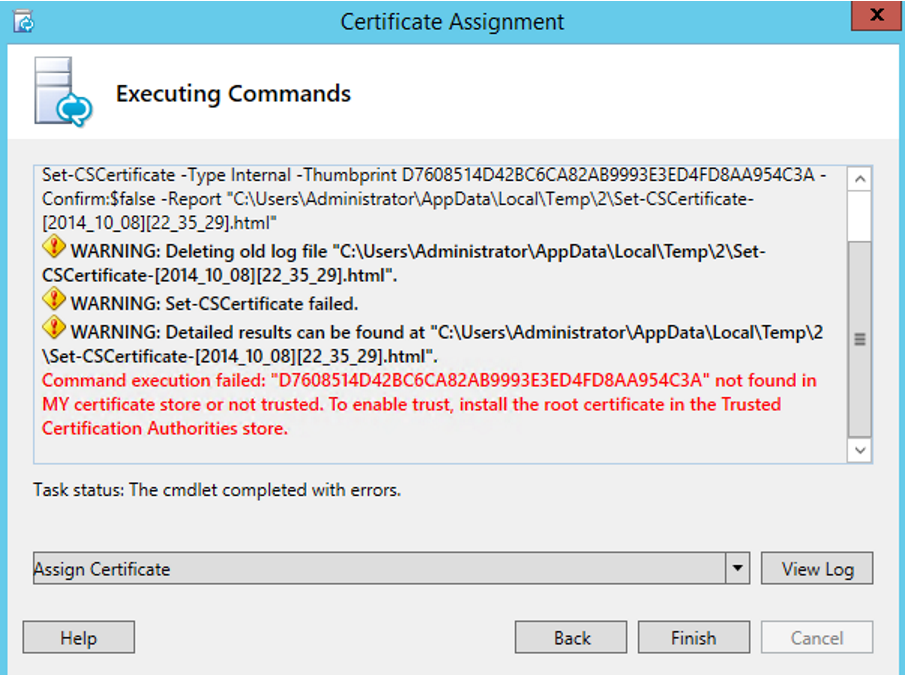 Certificate Assignment
x
Executing Commands
Set-CSCertificate -Type Internal -Thumbprint D7608514D42BC6CA82AB9993E3ED4FD8AA954C3A -
Confirm:$false -Report "C:\Users\Administrator\AppData\Local\Temp\2\Set-CSCertificate-
[2014_10_08][22_35_29].html"
WARNING: Deleting old log file "C:\Users\Administrator\AppData\Local\Temp\2\Set-
CSCertificate-[2014_10_08][22_35_29].html".
WARNING: Set-CSCertificate failed.
WARNING: Detailed results can be found at "C:\Users\Administrator\AppData\Local\Temp\2
\Set-CSCertificate-[2014_10_08][22_35_29].html".
Command execution failed: "D7608514D42BC6CA82AB9993E3ED4FD8AA954C3A" not found in
MY certificate store or not trusted. To enable trust, install the root certificate in the Trusted
Certification Authorities store.
Task status: The cmdlet completed with errors.
Assign Certificate
View Log
Help
Back
Finish
Cancel